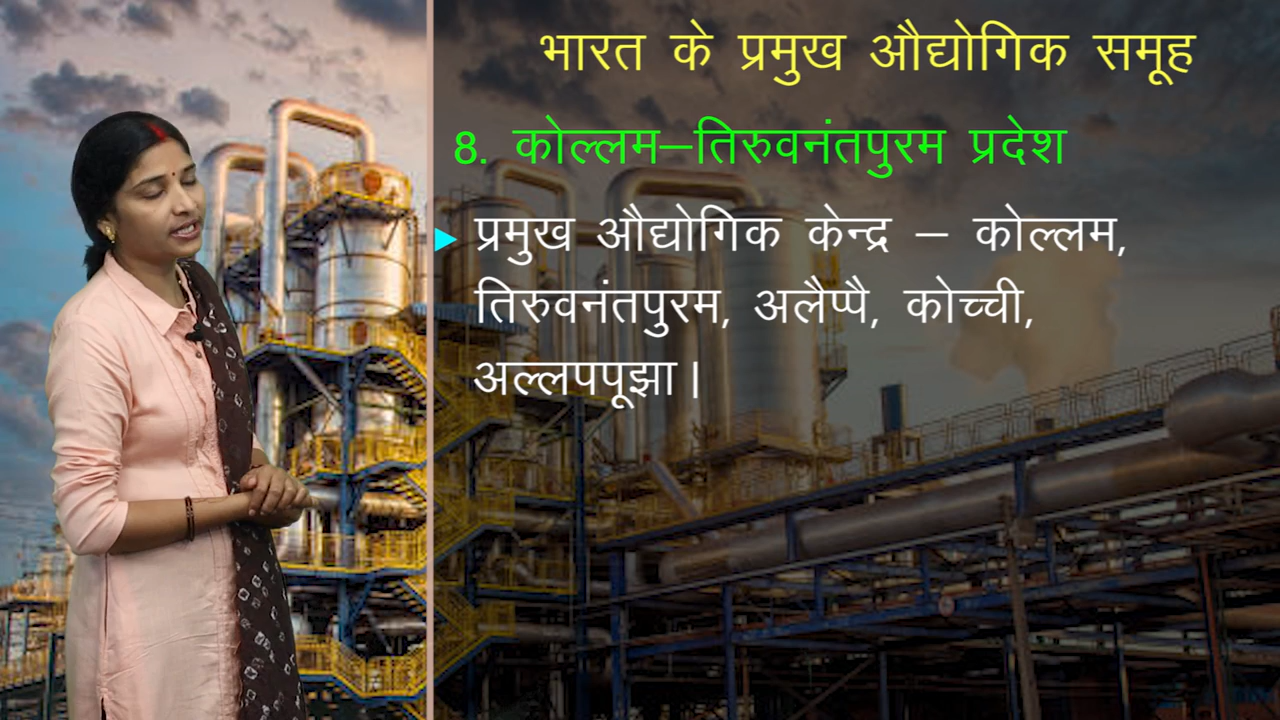 भारत के प्रमुख औद्योगिक समूह
8. कोल्लम–तिरुवनंतपुरम प्रदेश
प्रमुख औद्योगिक केन्द्र – कोल्लम,
तिरुवनंतपुरम, अलैप्पै, कोच्ची,
अल्लपपूझा।